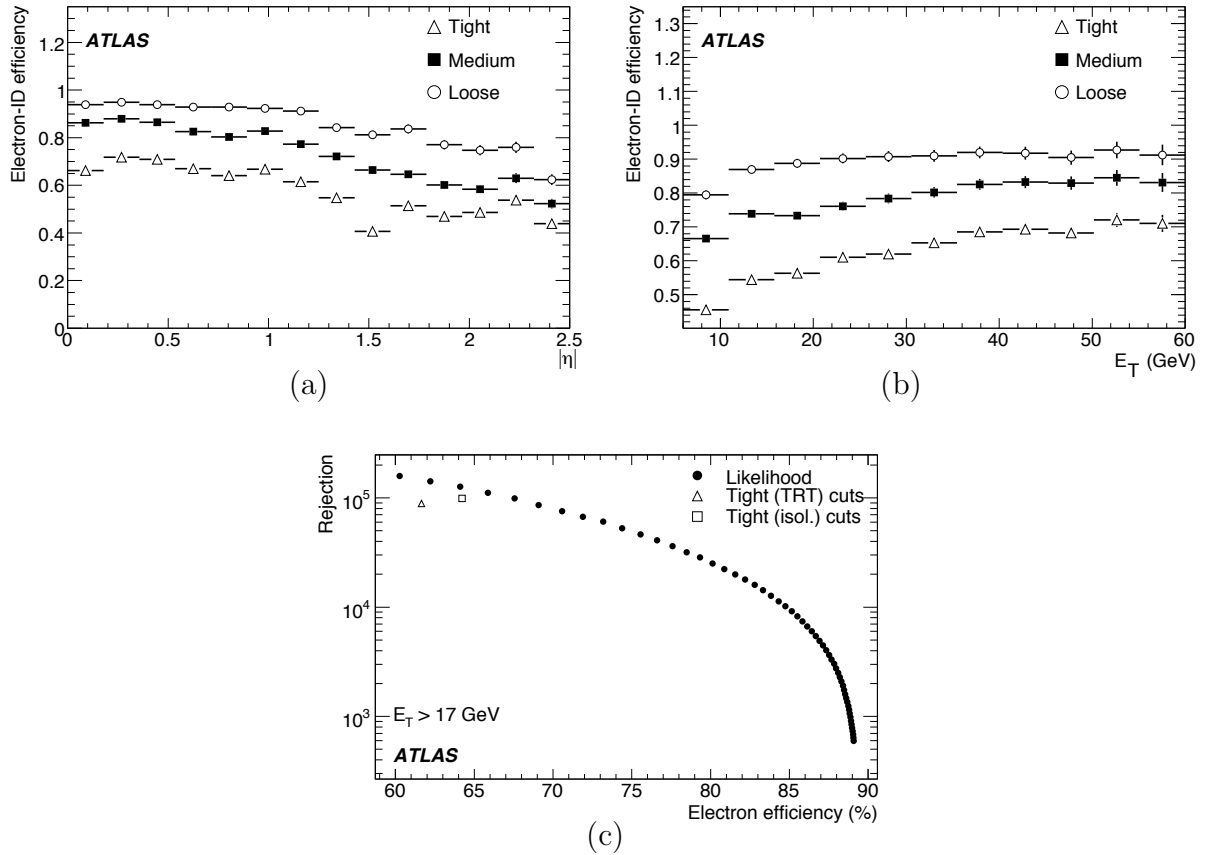 Electron-ID efficiency
ATLAS
Tight
Medium
Loose
1.2
1
0.8
0.6
0.4
0.2
0
0 0.5 1 1.5 2 2.5
|η|
(a)
Electron-ID efficiency
ATLAS
Tight
Medium
Loose
1.3
1.2
1.1
1
0.9
0.8
0.7
0.6
0.5
10 20 30 40 50 60
E_T (GeV)
(b)
Rejection
Likelihood
Tight (TRT) cuts
Tight (isol.) cuts
10^5
10^4
10^3
E_T > 17 GeV
ATLAS
60 65 70 75 80 85 90
Electron efficiency (%)
(c)